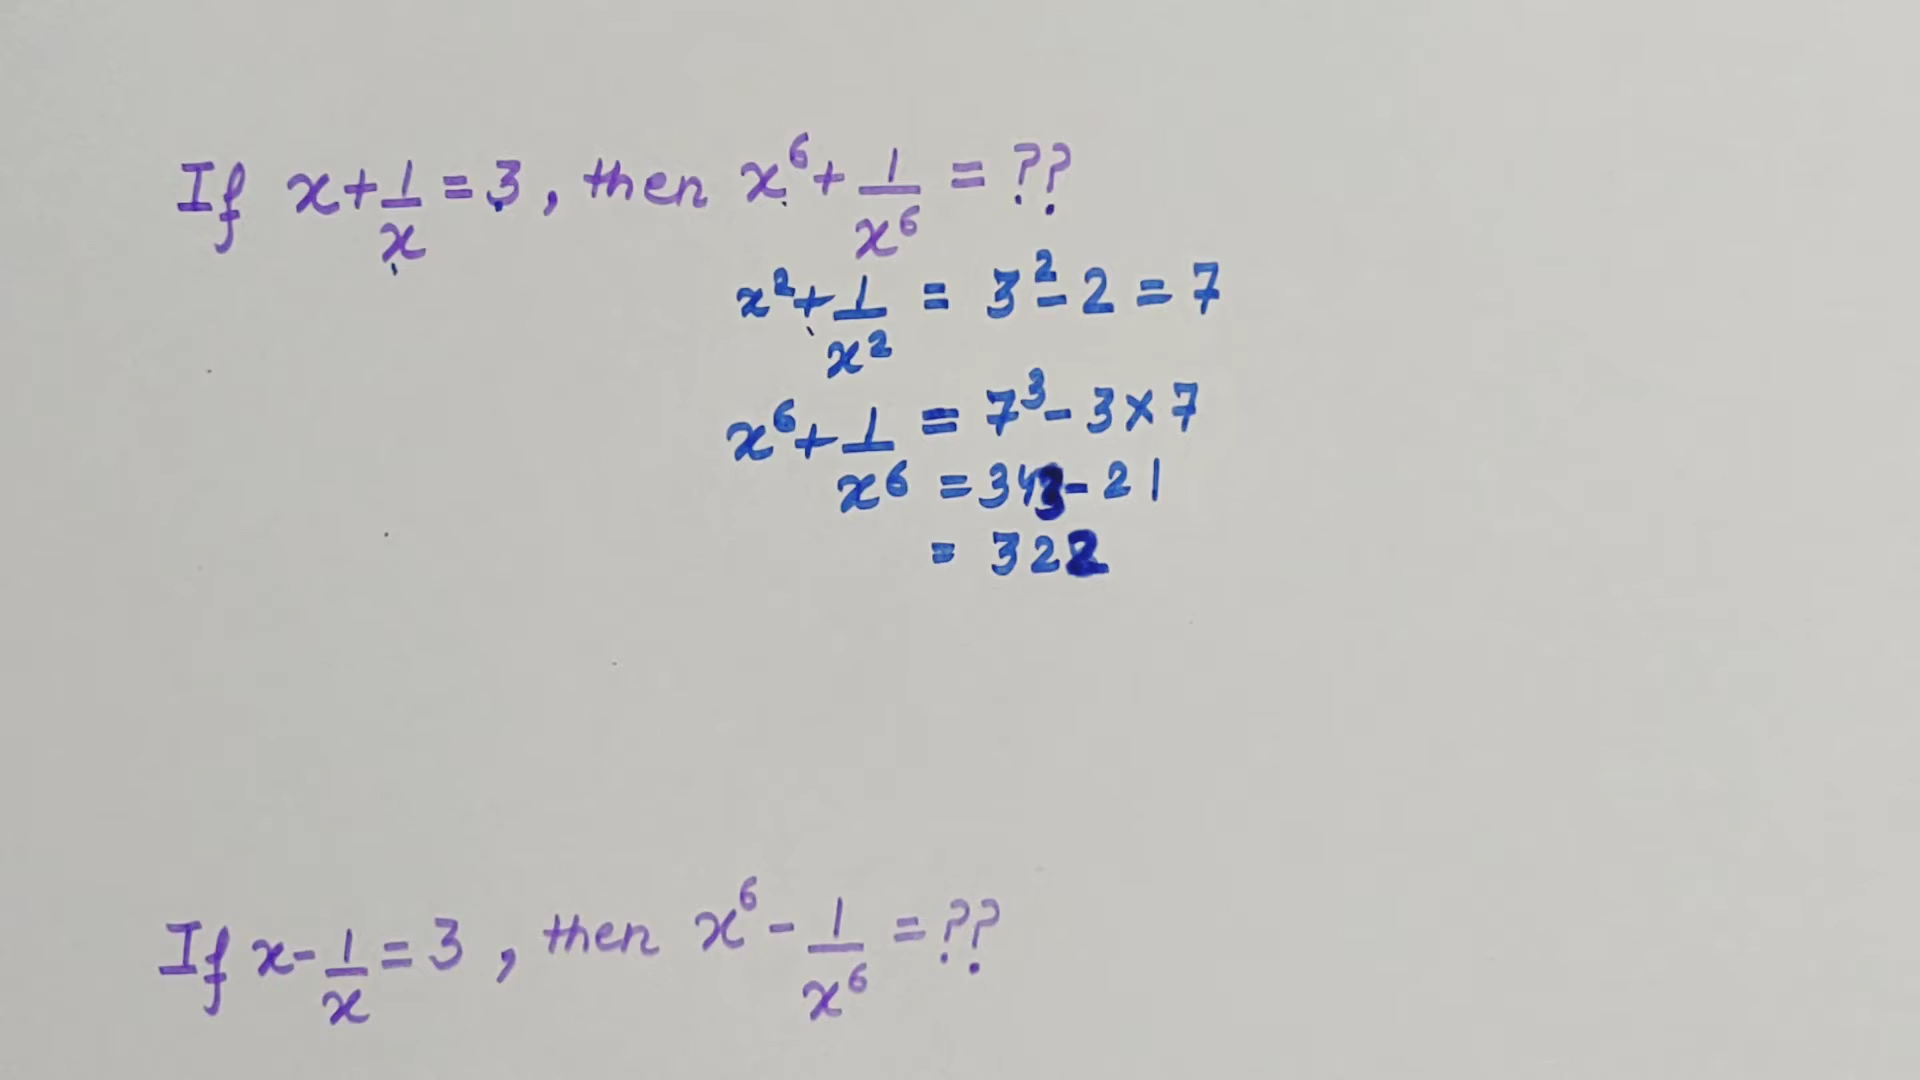 If x + 1/x = 3, then x⁶ + 1/x⁶ = ??
x² + 1/x² = 3² - 2 = 7
x⁶ + 1/x⁶ = 7³ - 3 × 7
= 343 - 21
= 322
If x - 1/x = 3, then x⁶ - 1/x⁶ = ??